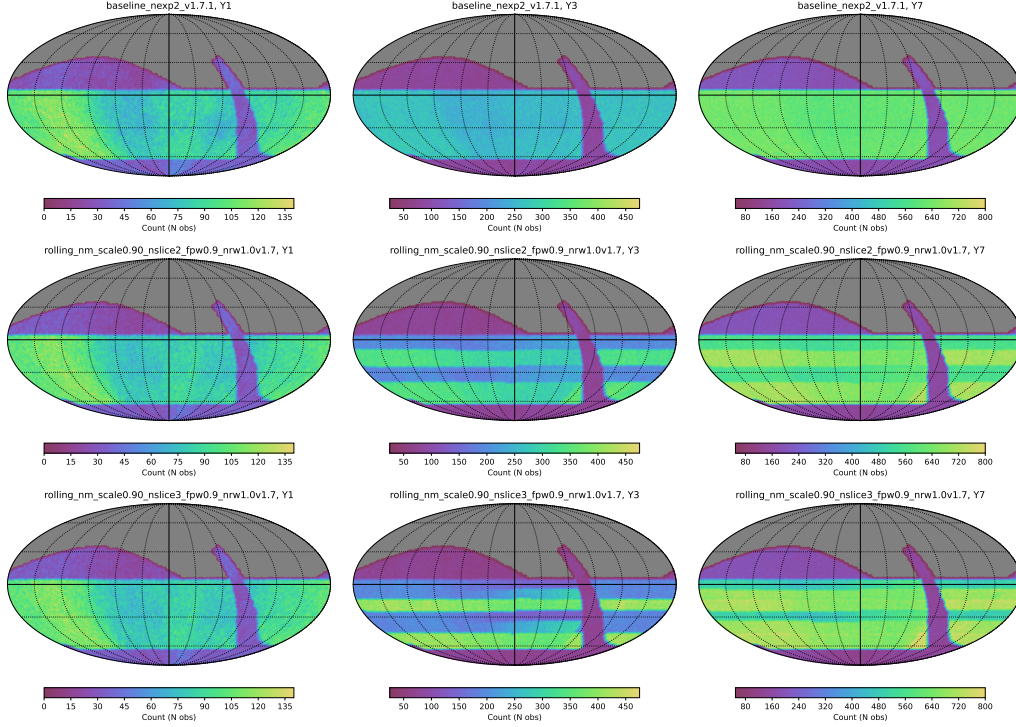 baseline_nexp2_v1.7.1, Y1
baseline_nexp2_v1.7.1, Y3
baseline_nexp2_v1.7.1, Y7
0 15 30 45 60 75 90 105 120 135
50 100 150 200 250 300 350 400 450
80 160 240 320 400 480 560 640 720 800
Count (N obs)
Count (N obs)
Count (N obs)
rolling_nm_scale0.90_nslice2_fpw0.9_nrw1.0v1.7, Y1
rolling_nm_scale0.90_nslice2_fpw0.9_nrw1.0v1.7, Y3
rolling_nm_scale0.90_nslice2_fpw0.9_nrw1.0v1.7, Y7
0 15 30 45 60 75 90 105 120 135
50 100 150 200 250 300 350 400 450
80 160 240 320 400 480 560 640 720 800
Count (N obs)
Count (N obs)
Count (N obs)
rolling_nm_scale0.90_nslice3_fpw0.9_nrw1.0v1.7, Y1
rolling_nm_scale0.90_nslice3_fpw0.9_nrw1.0v1.7, Y3
rolling_nm_scale0.90_nslice3_fpw0.9_nrw1.0v1.7, Y7
0 15 30 45 60 75 90 105 120 135
50 100 150 200 250 300 350 400 450
80 160 240 320 400 480 560 640 720 800
Count (N obs)
Count (N obs)
Count (N obs)